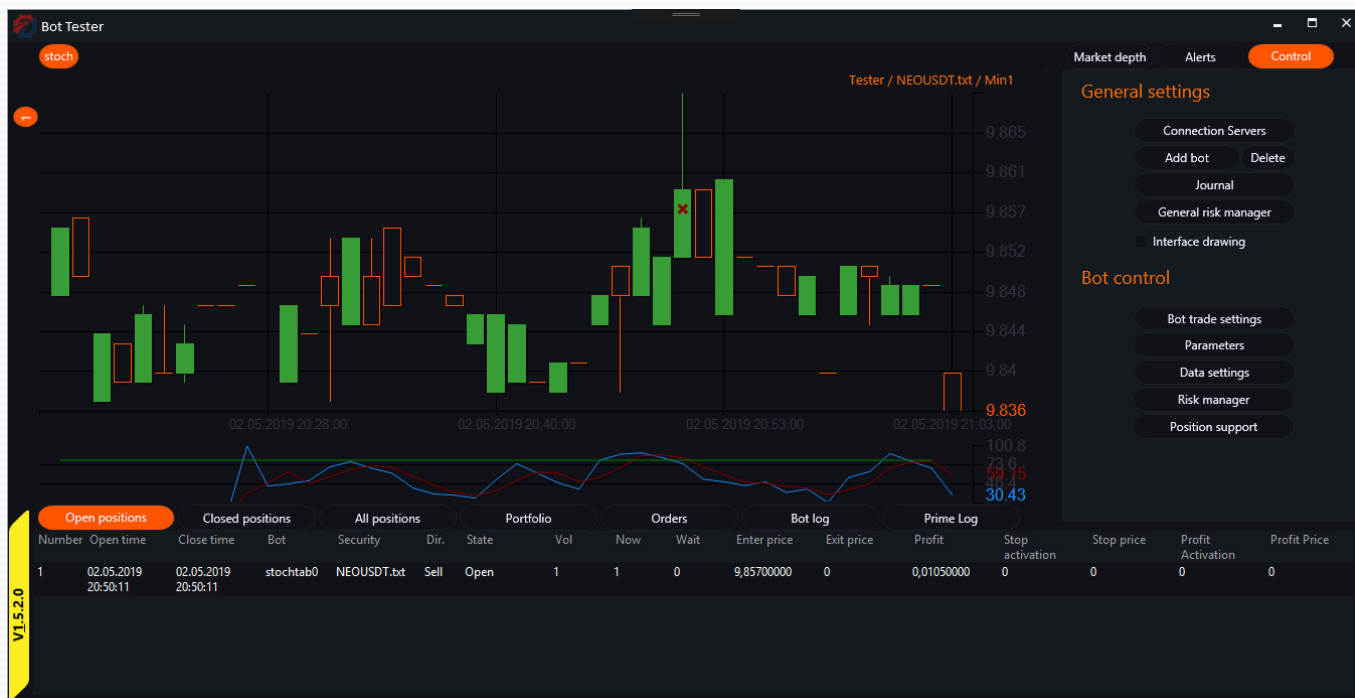 Bot Tester
stoch
Market depth Alerts Control
Tester / NEOUSDT.txt / Min1
General settings
1
9.865
Connection Servers
Add bot Delete
9.861
Journal
9.857
General risk manager
Interface drawing
9.852
Bot control
9.848
Bot trade settings
9.844
Parameters
9.84
Data settings
Risk manager
9.836
02.05.2019 20:28:00 02.05.2019 20:40:00 02.05.2019 20:53:00 02.05.2019 21:03:00
Position support
100.8
73.6
59.15
46.4
30.43
Open positions Closed positions All positions Portfolio Orders Bot log Prime Log
Number Open time Close time Bot Security Dir. State Vol Now Wait Enter price Exit price Profit Stop activation Stop price Profit Activation Profit Price
1 02.05.2019 20:50:11 02.05.2019 20:50:11 stochtab0 NEOUSDT.txt Sell Open 1 1 0 9,85700000 0 0,01050000 0 0 0 0
V1.5.2.0